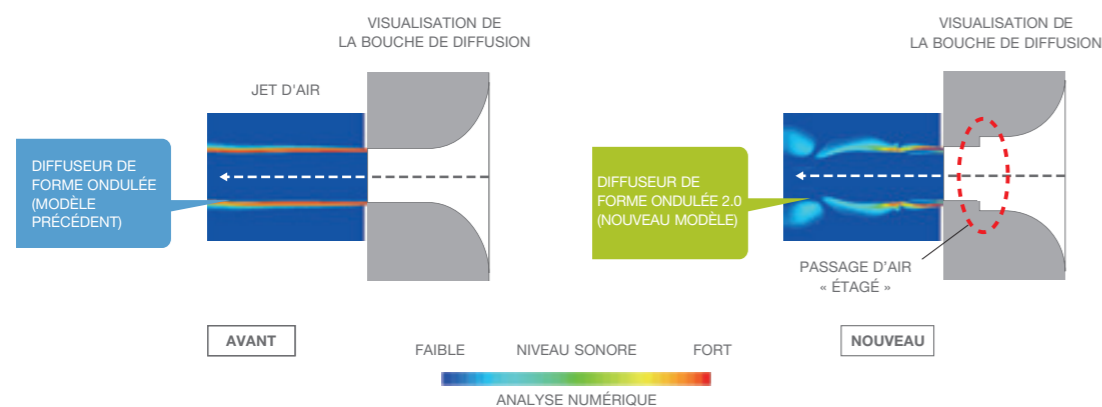 VISUALISATION DE
LA BOUCHE DE DIFFUSION
JET D'AIR
DIFFUSEUR DE
FORME ONDULÉE
(MODÈLE
PRÉCÉDENT)
AVANT
VISUALISATION DE
LA BOUCHE DE DIFFUSION
DIFFUSEUR DE
FORME ONDULÉE 2.0
(NOUVEAU MODÈLE)
PASSAGE D’AIR
« ÉTAGÉ »
NOUVEAU
FAIBLE NIVEAU SONORE FORT
ANALYSE NUMÉRIQUE